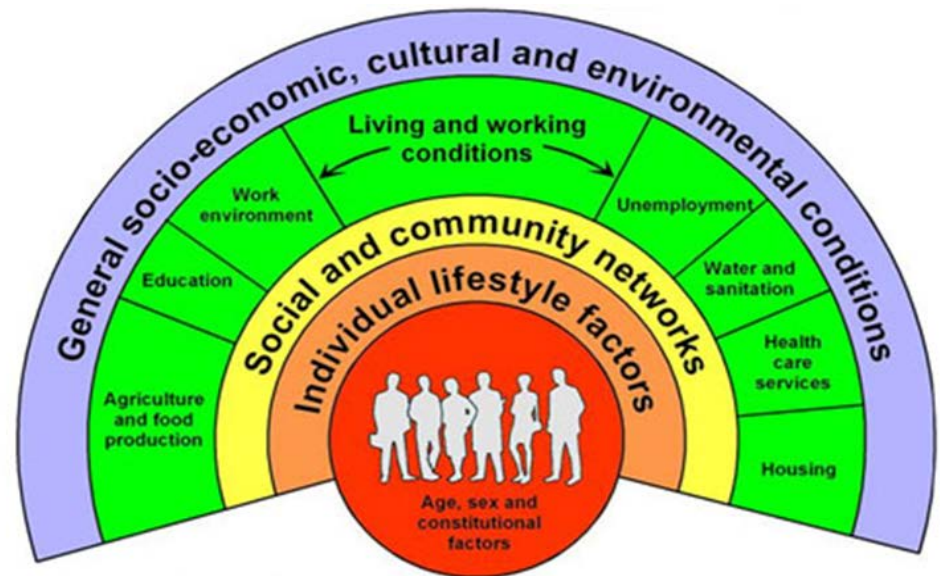 General socio-economic, cultural and environmental conditions
Living and working
conditions
Work
environment
Unemployment
Education
Water and
sanitation
Agriculture
and food
production
Health
care
services
Housing
Social and community networks
Individual lifestyle factors
Age, sex and
constitutional
factors